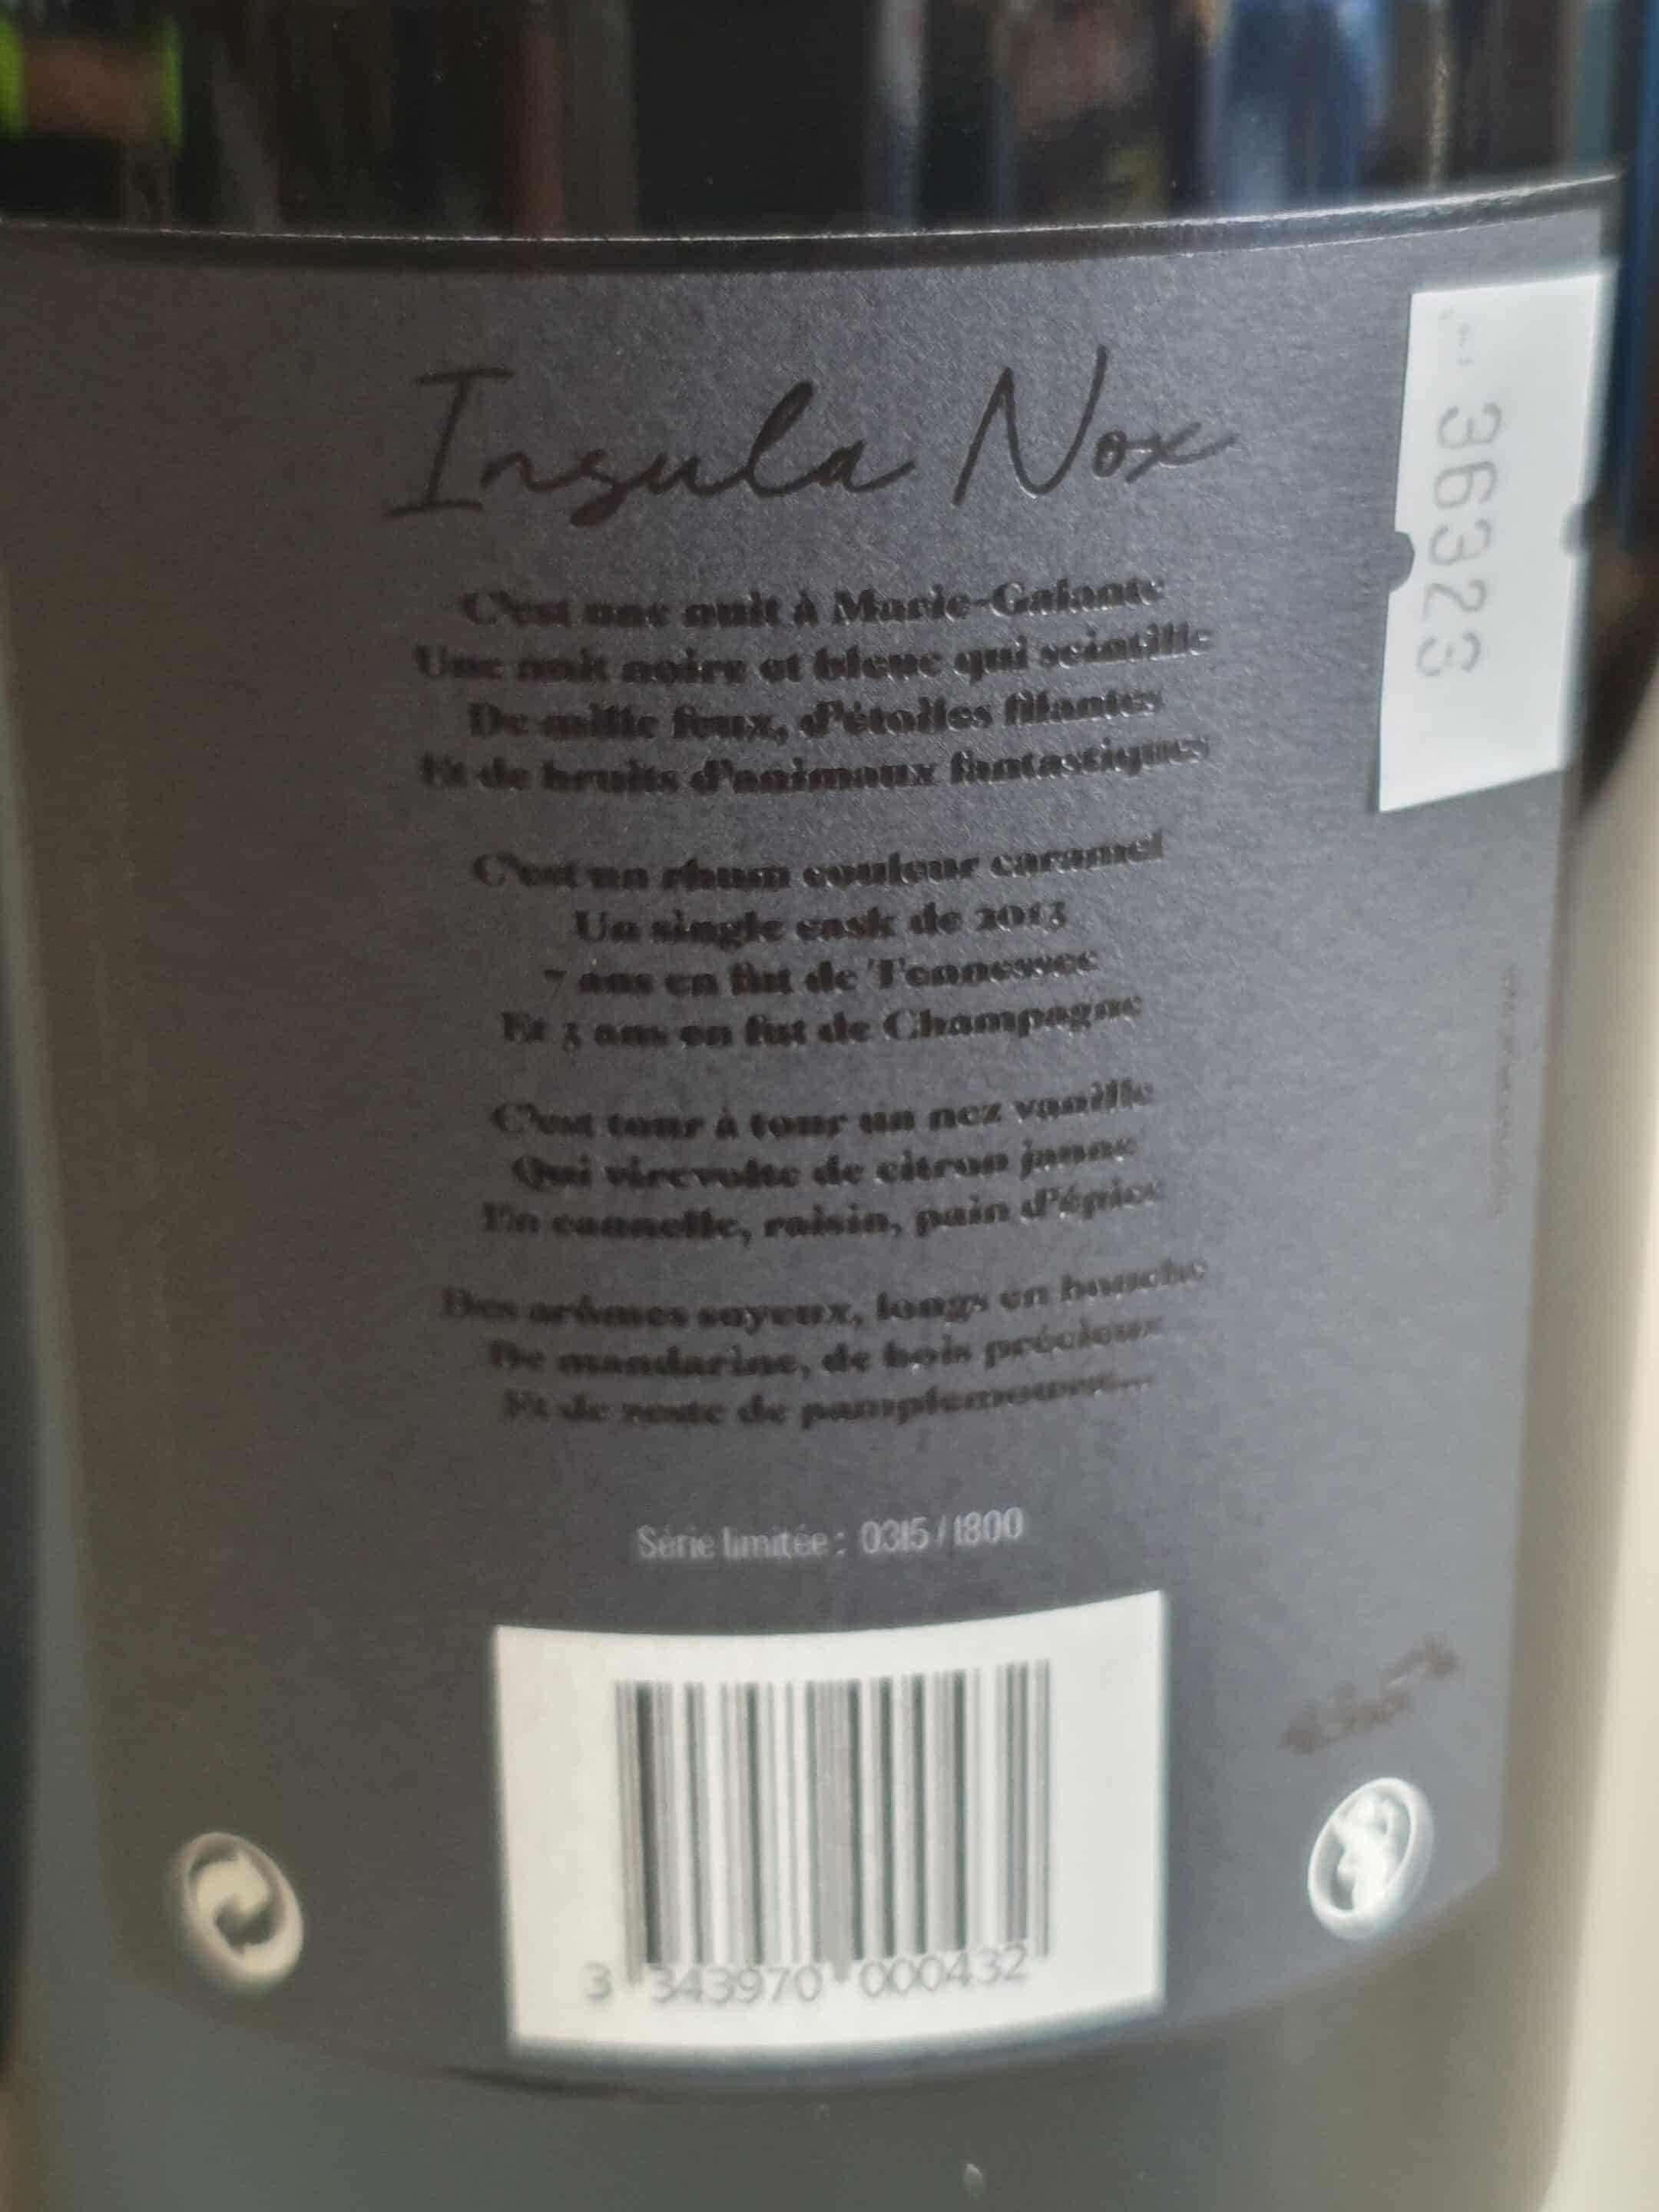 Insula Nox
C'est une nuit à Marie-Galante
Une nuit noire et bleue qui scintille
De mille feux, d'étoiles filantes
Et de bruits d'animaux fantastiques
C'est un rhum couleur caramel
Un single cask de 2013
7 ans en fût de Tennessee
Et 3 ans en fut de Champagne
C'est tour à tour un nez vanille
Qui virevolte de citron jaune
En cannelle, raisin, pain d'épice
Des arômes soyeux, longs en bouche
De mandarine, de bois précieux
Et de zeste de pamplemousse...
Série limitée : 0315 / 1800
3 343970 000432
36323